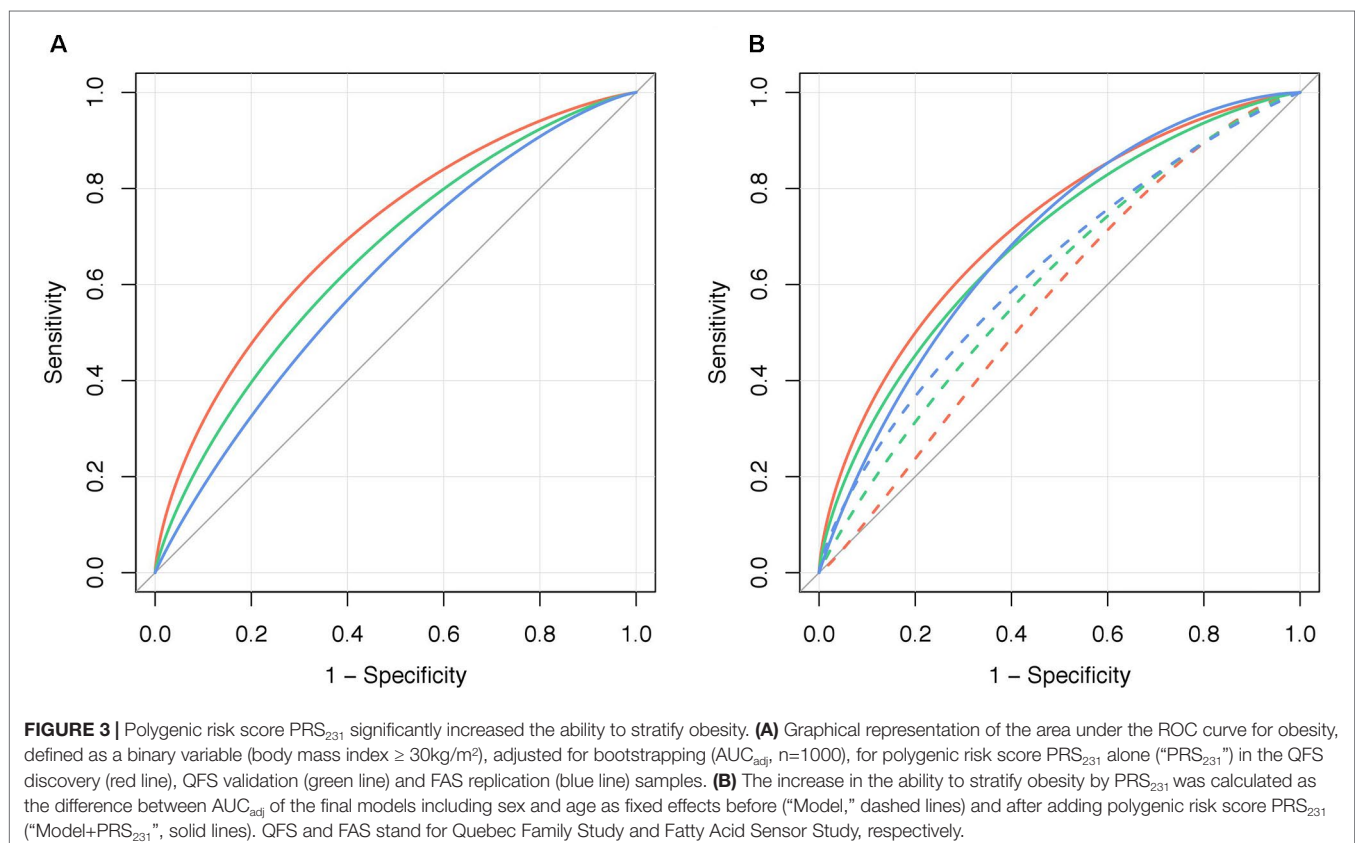 A
B
1.0
0.8
0.6
0.4
0.2
0.0
Sensitivity
0.0 0.2 0.4 0.6 0.8 1.0
1 – Specificity
1.0
0.8
0.6
0.4
0.2
0.0
Sensitivity
0.0 0.2 0.4 0.6 0.8 1.0
1 – Specificity
FIGURE 3 | Polygenic risk score PRS₂₃₁ significantly increased the ability to stratify obesity. (A) Graphical representation of the area under the ROC curve for obesity,
defined as a binary variable (body mass index ≥ 30kg/m²), adjusted for bootstrapping (AUCadj, n=1000), for polygenic risk score PRS₂₃₁ alone (“PRS₂₃₁”) in the QFS
discovery (red line), QFS validation (green line) and FAS replication (blue line) samples. (B) The increase in the ability to stratify obesity by PRS₂₃₁ was calculated as
the difference between AUCadj of the final models including sex and age as fixed effects before (“Model,” dashed lines) and after adding polygenic risk score PRS₂₃₁
(“Model+PRS₂₃₁”, solid lines). QFS and FAS stand for Quebec Family Study and Fatty Acid Sensor Study, respectively.